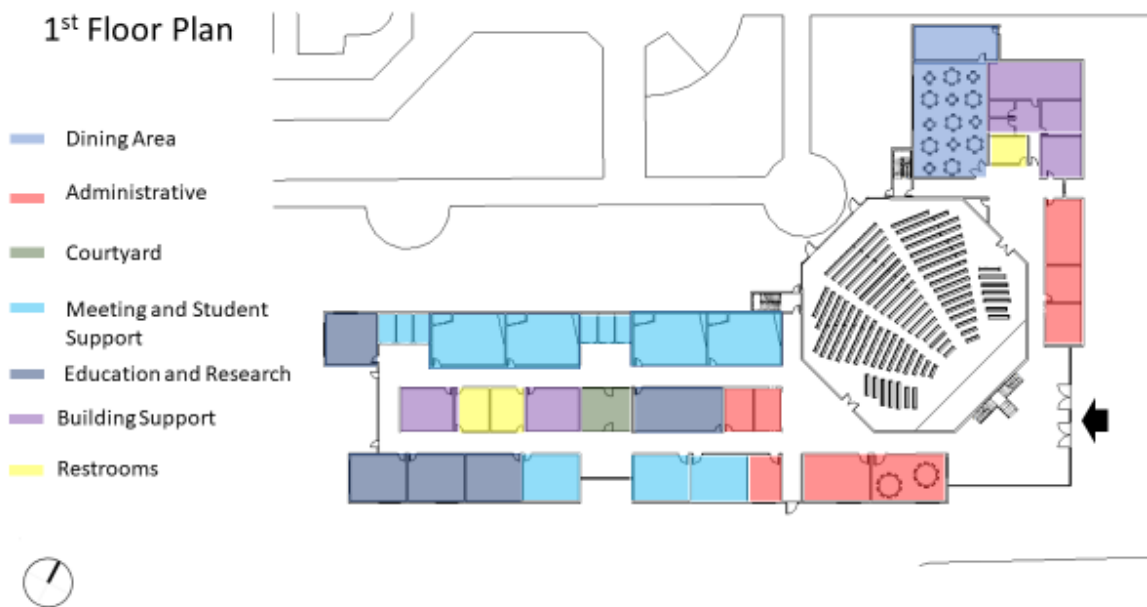 1st Floor Plan
Dining Area
Administrative
Courtyard
Meeting and Student
Support
Education and Research
Building Support
Restrooms